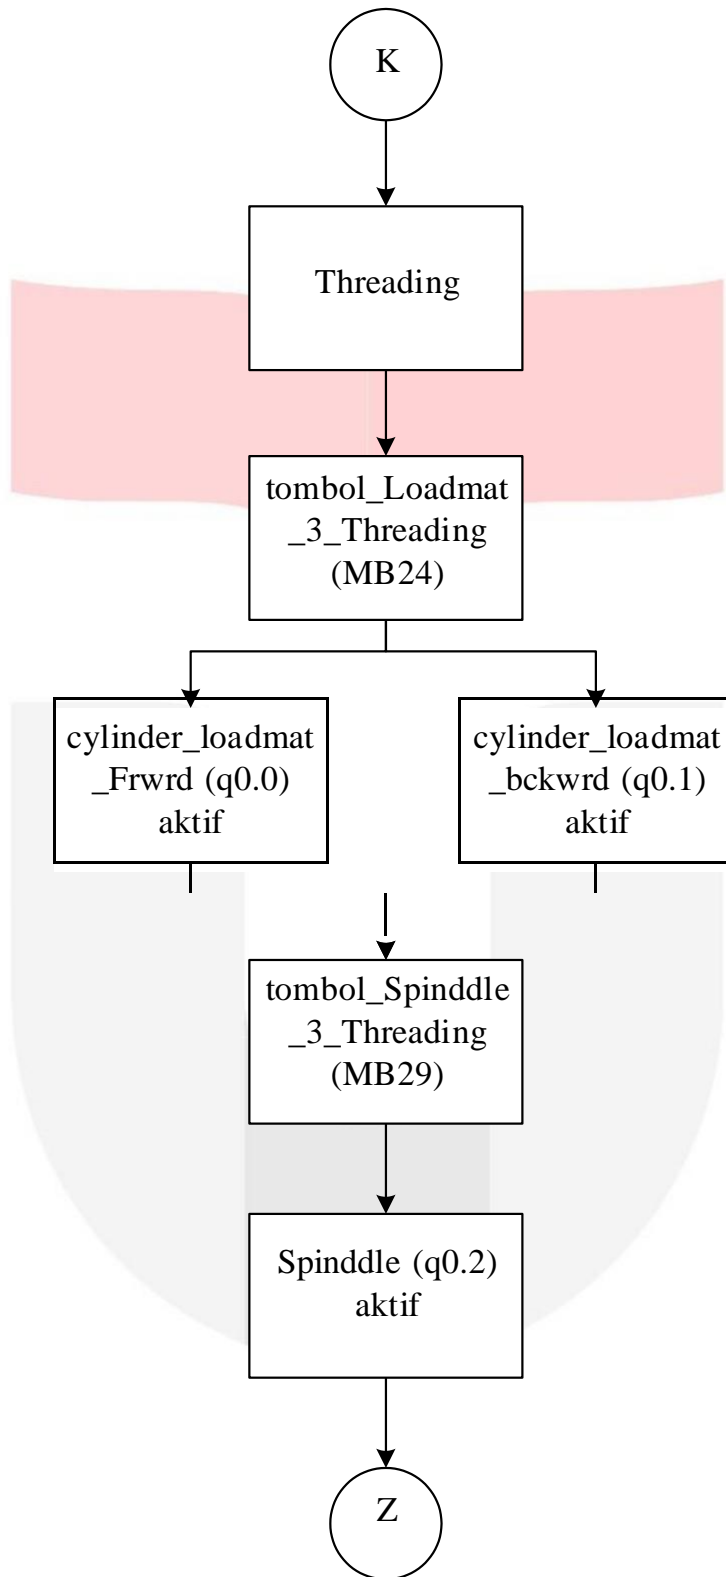 K
Threading
tombol_Loadmat
_3_Threading
(MB24)
cylinder_loadmat
_Frwrd (q0.0)
aktif
cylinder_loadmat
_bckwrd (q0.1)
aktif
tombol_Spinddle
_3_Threading
(MB29)
Spinddle (q0.2)
aktif
Z